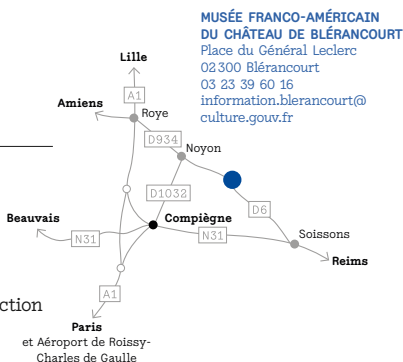 MUSÉE FRANCO-AMÉRICAIN
DU CHÂTEAU DE BLÉRANCOURT
Place du Général Leclerc
02300 Blérancourt
03 23 39 60 16
information.blerancourt@
culture.gouv.fr
Lille
A1
Amiens
Roye
D934
Noyon
D1032
D6
Beauvais
Compiègne
N31
N31
Soissons
Reims
ction
A1
Paris
et Aéroport de Roissy-
Charles de Gaulle